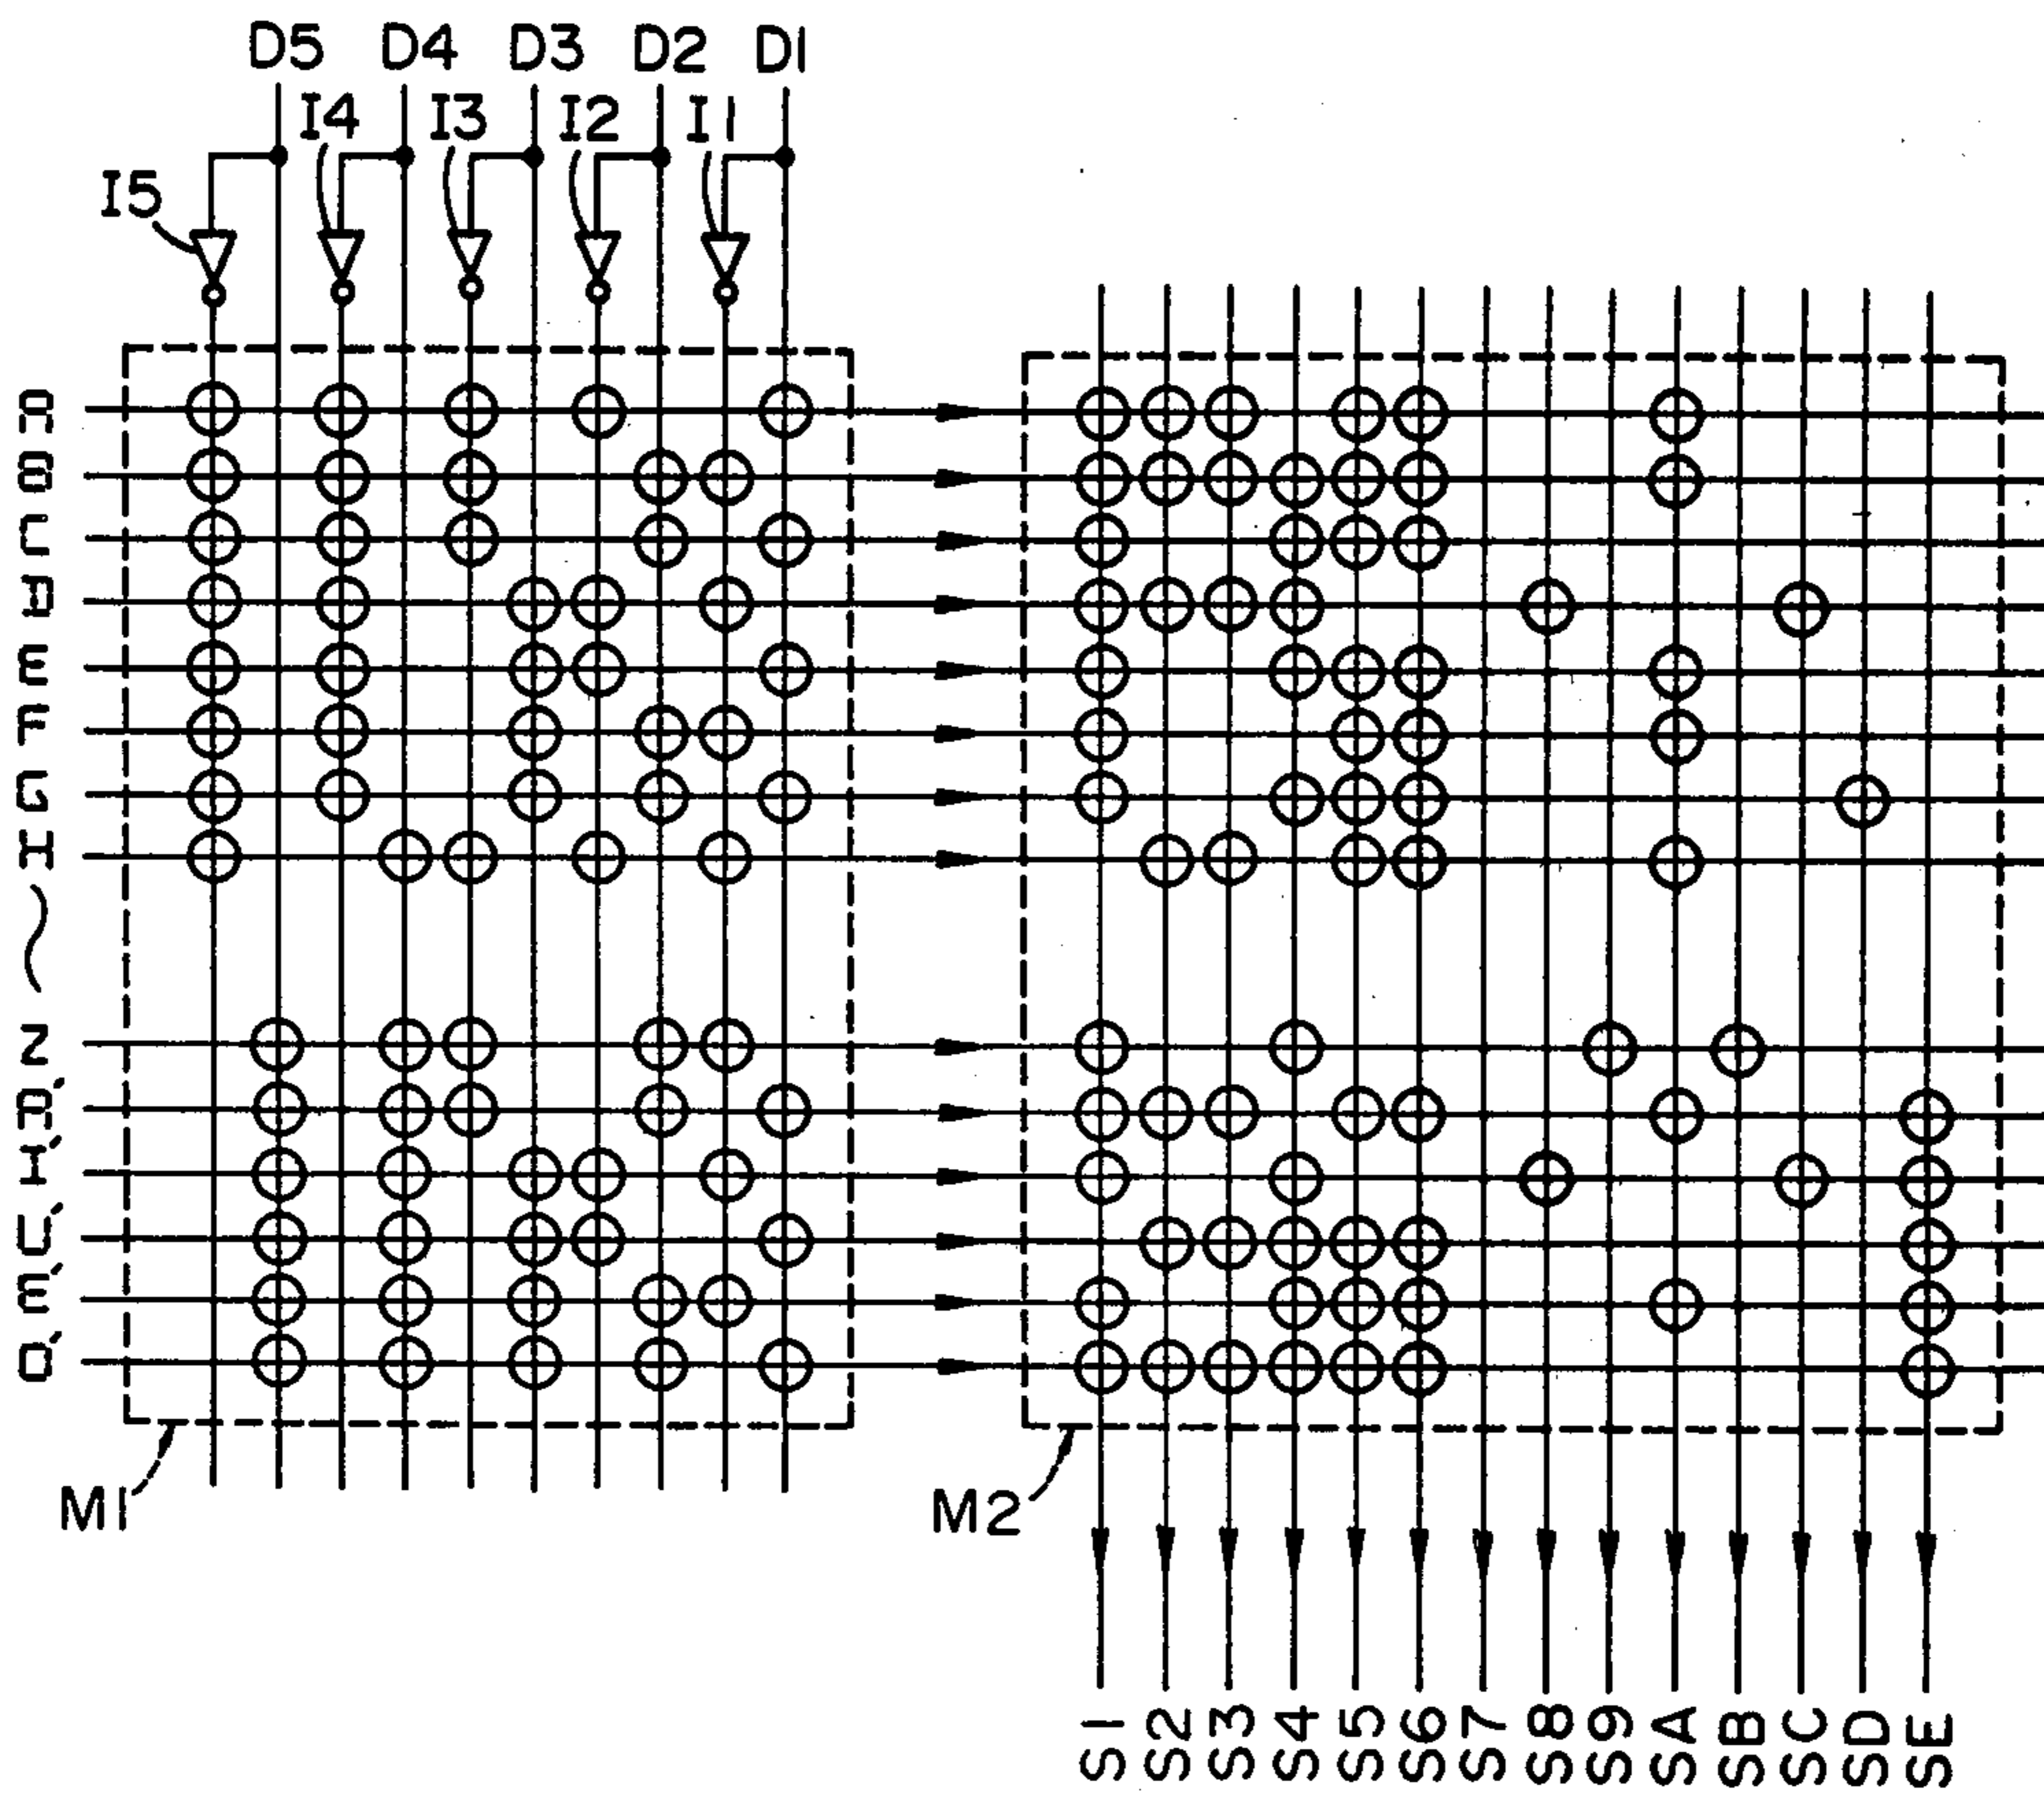 D5 D4 D3 D2 D1
I4 I3 I2 I1
I5
A
B
C
D
E
F
G
H
~
Z
Á
Í
Ú
É
Ó
M1
M2
S1 S2 S3 S4 S5 S6 S7 S8 S9 SA SB SC SD SE